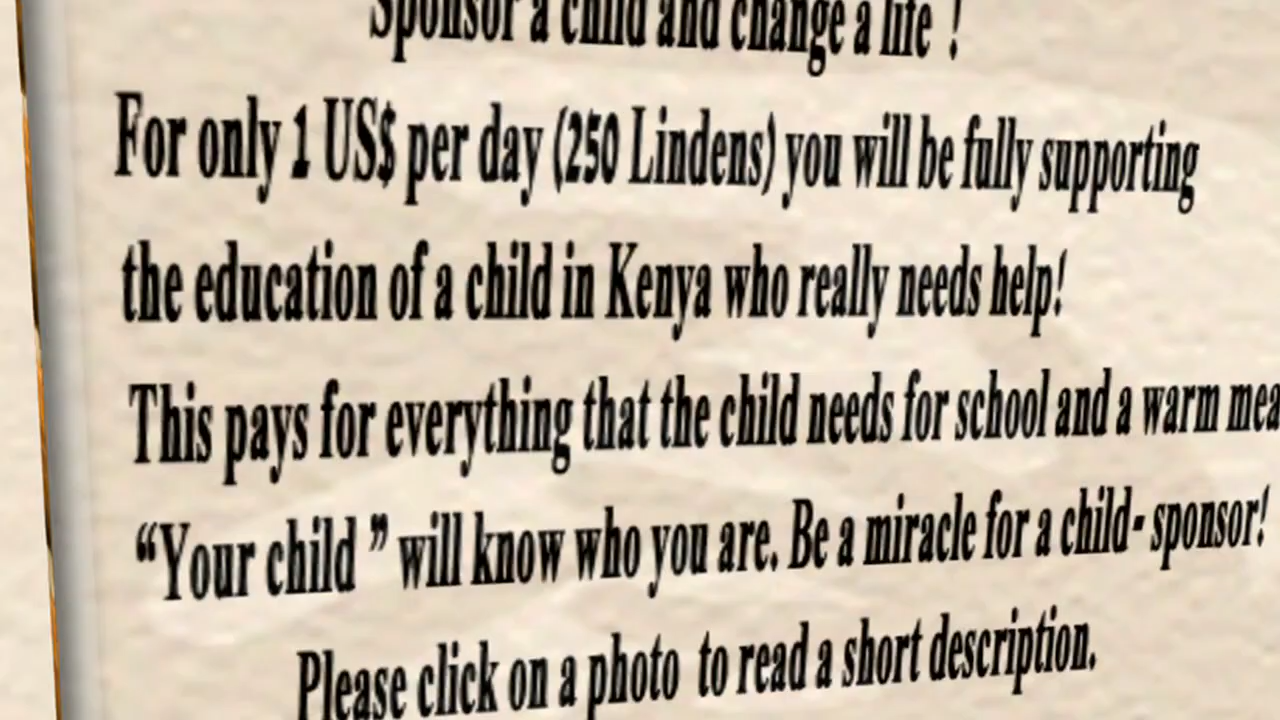 Sponsor a child and change a life !
For only 1 US$ per day (250 Lindens) you will be fully supporting
the education of a child in Kenya who really needs help!
This pays for everything that the child needs for school and a warm mea
“Your child ” will know who you are. Be a miracle for a child- sponsor!
Please click on a photo to read a short description.